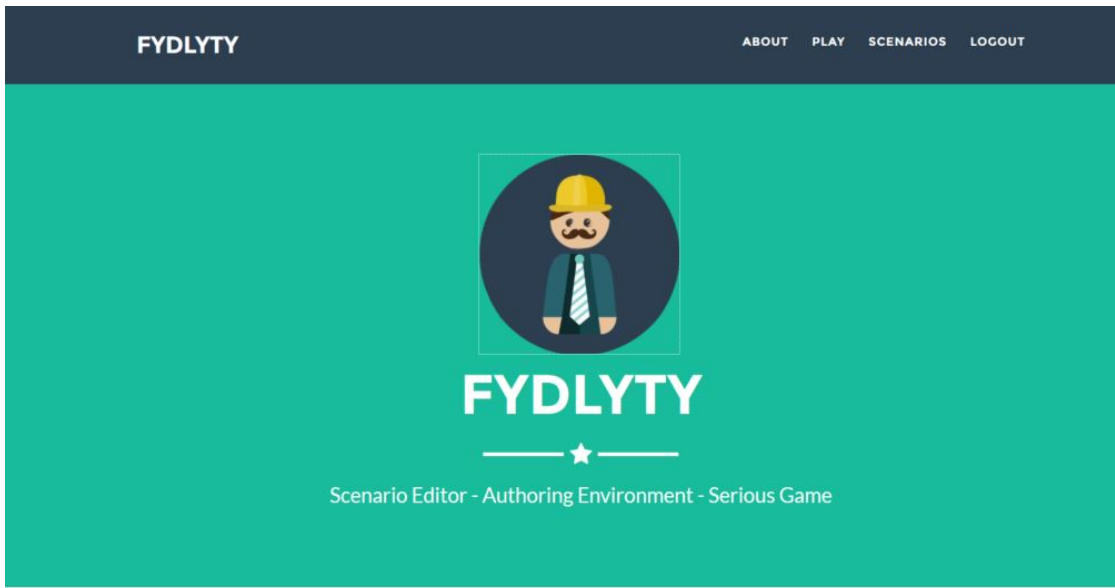 FYDLYTY
ABOUT PLAY SCENARIOS LOGOUT
FYDLYTY
Scenario Editor - Authoring Environment - Serious Game